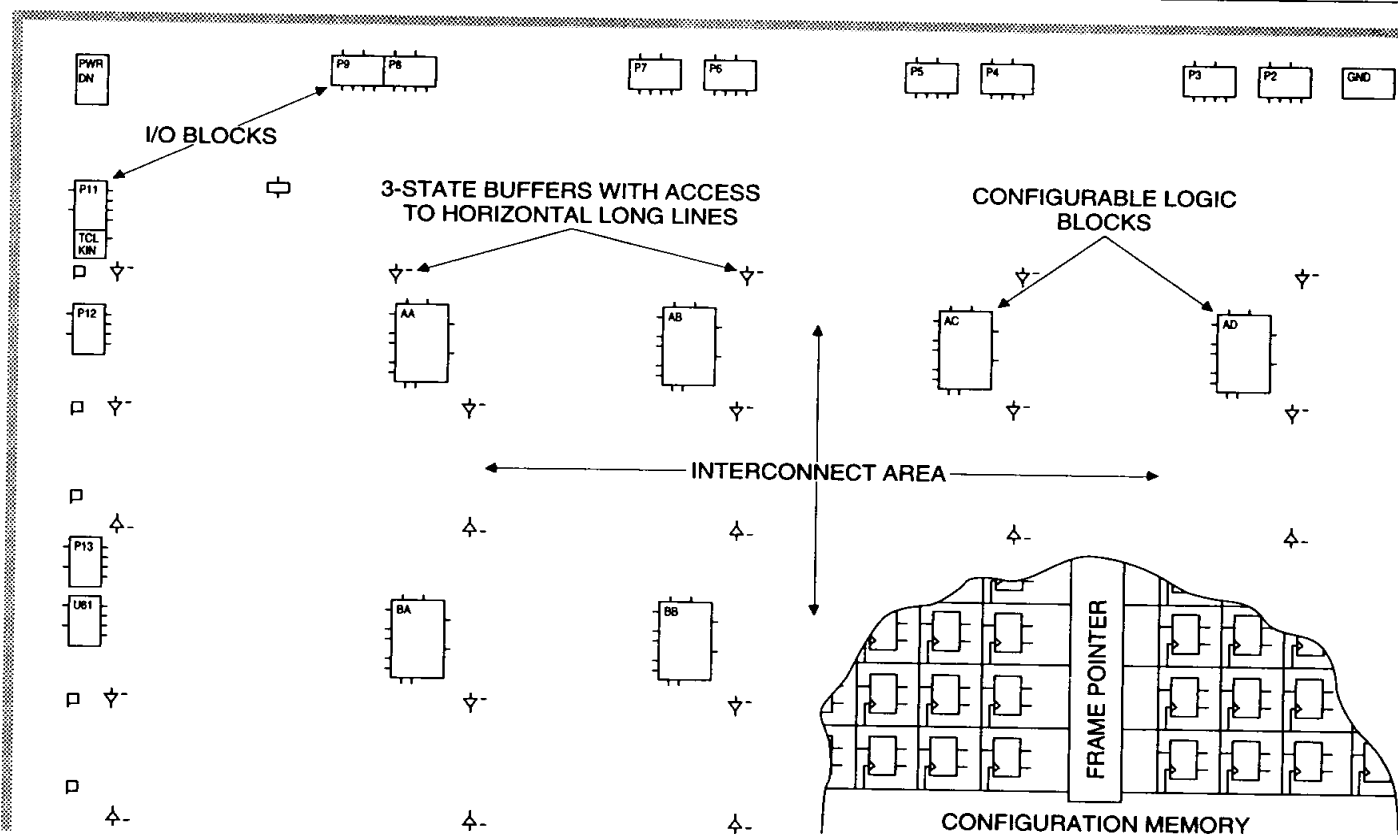 PWR
DN
P9
P8
P7
P6
P5
P4
P3
P2
GND
I/O BLOCKS
P11
TCL
KIN
3-STATE BUFFERS WITH ACCESS
TO HORIZONTAL LONG LINES
CONFIGURABLE LOGIC
BLOCKS
P12
AA
AB
AC
AD
INTERCONNECT AREA
P13
U61
BA
BB
FRAME POINTER
CONFIGURATION MEMORY